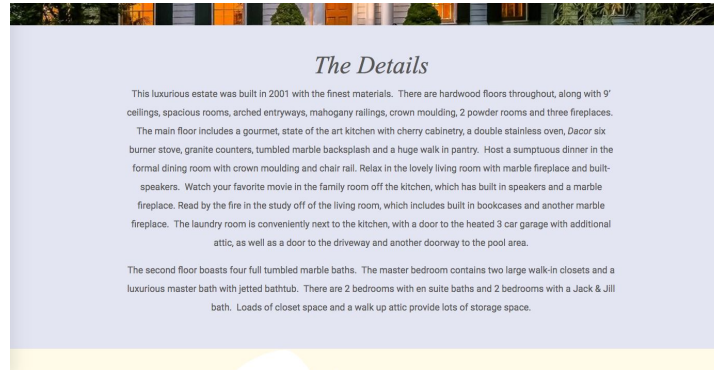 The Details
This luxurious estate was built in 2001 with the finest materials.  There are hardwood floors throughout, along with 9'
ceilings, spacious rooms, arched entryways, mahogany railings, crown moulding, 2 powder rooms and three fireplaces.
The main floor includes a gourmet, state of the art kitchen with cherry cabinetry, a double stainless oven, Dacor six
burner stove, granite counters, tumbled marble backsplash and a huge walk in pantry.  Host a sumptuous dinner in the
formal dining room with crown moulding and chair rail. Relax in the lovely living room with marble fireplace and built-
speakers.  Watch your favorite movie in the family room off the kitchen, which has built in speakers and a marble
fireplace. Read by the fire in the study off of the living room, which includes built in bookcases and another marble
fireplace.  The laundry room is conveniently next to the kitchen, with a door to the heated 3 car garage with additional
attic, as well as a door to the driveway and another doorway to the pool area.
The second floor boasts four full tumbled marble baths.  The master bedroom contains two large walk-in closets and a
luxurious master bath with jetted bathtub.  There are 2 bedrooms with en suite baths and 2 bedrooms with a Jack & Jill
bath.  Loads of closet space and a walk up attic provide lots of storage space.